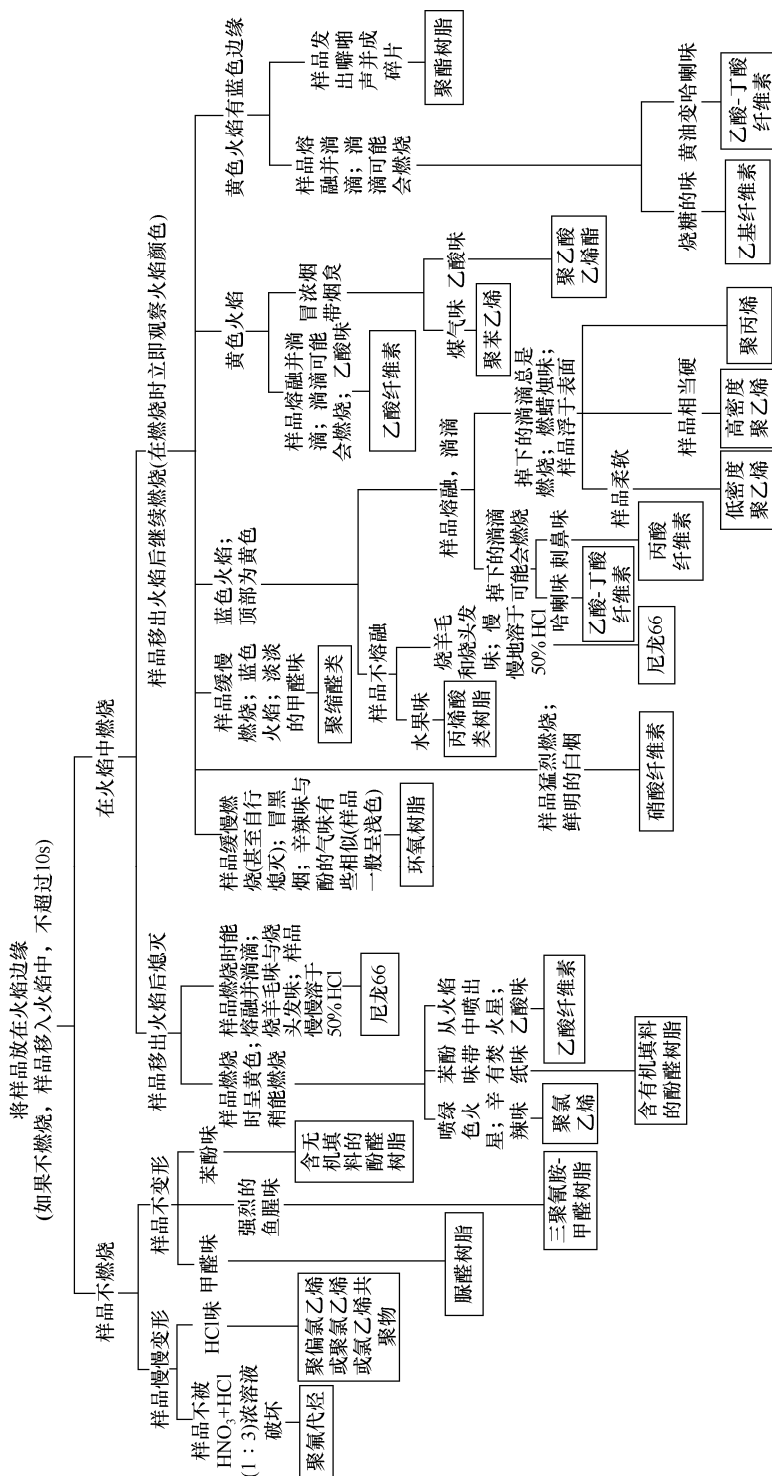 将样品放在火焰边缘
(如果不燃烧，样品移入火焰中，不超过10s)
样品不燃烧
样品慢慢变形
样品不被
HNO₃+HCl
(1∶3)浓溶液
破坏
聚氟代烃
HCl味
聚偏氯乙烯
或聚氯乙烯
或氯乙烯共
聚物
样品不变形
甲醛味
脲醛树脂
强烈的
鱼腥味
三聚氰胺-
甲醛树脂
苯酚味
含无
机填
料的
酚醛
树脂
在火焰中燃烧
样品移出火焰后熄灭
样品燃烧
时呈黄色；
稍能燃烧
喷绿
色火
星；辛
辣味
聚氯
乙烯
苯酚
味带
有焚
纸味
含有机填料
的酚醛树脂
从火焰
中喷出
火星；
乙酸味
乙酸纤维素
样品燃烧时能
熔融并淌滴；
烧羊毛味与烧
头发味；样品
慢慢溶于
50%HCl
尼龙66
样品移出火焰后继续燃烧(在燃烧时立即观察火焰颜色)
样品缓慢燃
烧(甚至自行
熄灭)；冒黑
烟；辛辣味与
酚的气味有
些相似(样品
一般呈浅色)
环氧树脂
样品猛烈燃烧；
鲜明的白烟
硝酸纤维素
样品缓慢
燃烧；蓝色
火焰；淡淡
的甲醛味
聚缩醛类
蓝色火焰；
顶部为黄色
样品不熔融
水果味
丙烯酸
类树脂
烧羊毛
和烧头发
味；慢
慢地溶于
50%HCl
尼龙66
样品熔融，淌滴
掉下的淌滴
可能会燃烧
哈喇味
乙酸-丁酸
纤维素
刺鼻味
丙酸
纤维素
掉下的淌滴总是
燃烧；燃蜡烛味；
样品浮于表面
样品柔软
低密度
聚乙烯
样品相当硬
高密度
聚乙烯
聚丙烯
黄色火焰
样品熔融并淌
滴；淌滴可能
会燃烧；乙酸味
乙酸纤维素
冒浓烟
带烟炱
煤气味
聚苯乙烯
乙酸味
聚乙酸
乙烯酯
黄色火焰有蓝色边缘
样品熔
融并淌
滴；淌
滴可能
会燃烧
烧糖的味
乙基纤维素
黄油变哈喇味
乙酸-丁酸
纤维素
样品发
出噼啪
声并成
碎片
聚酯树脂